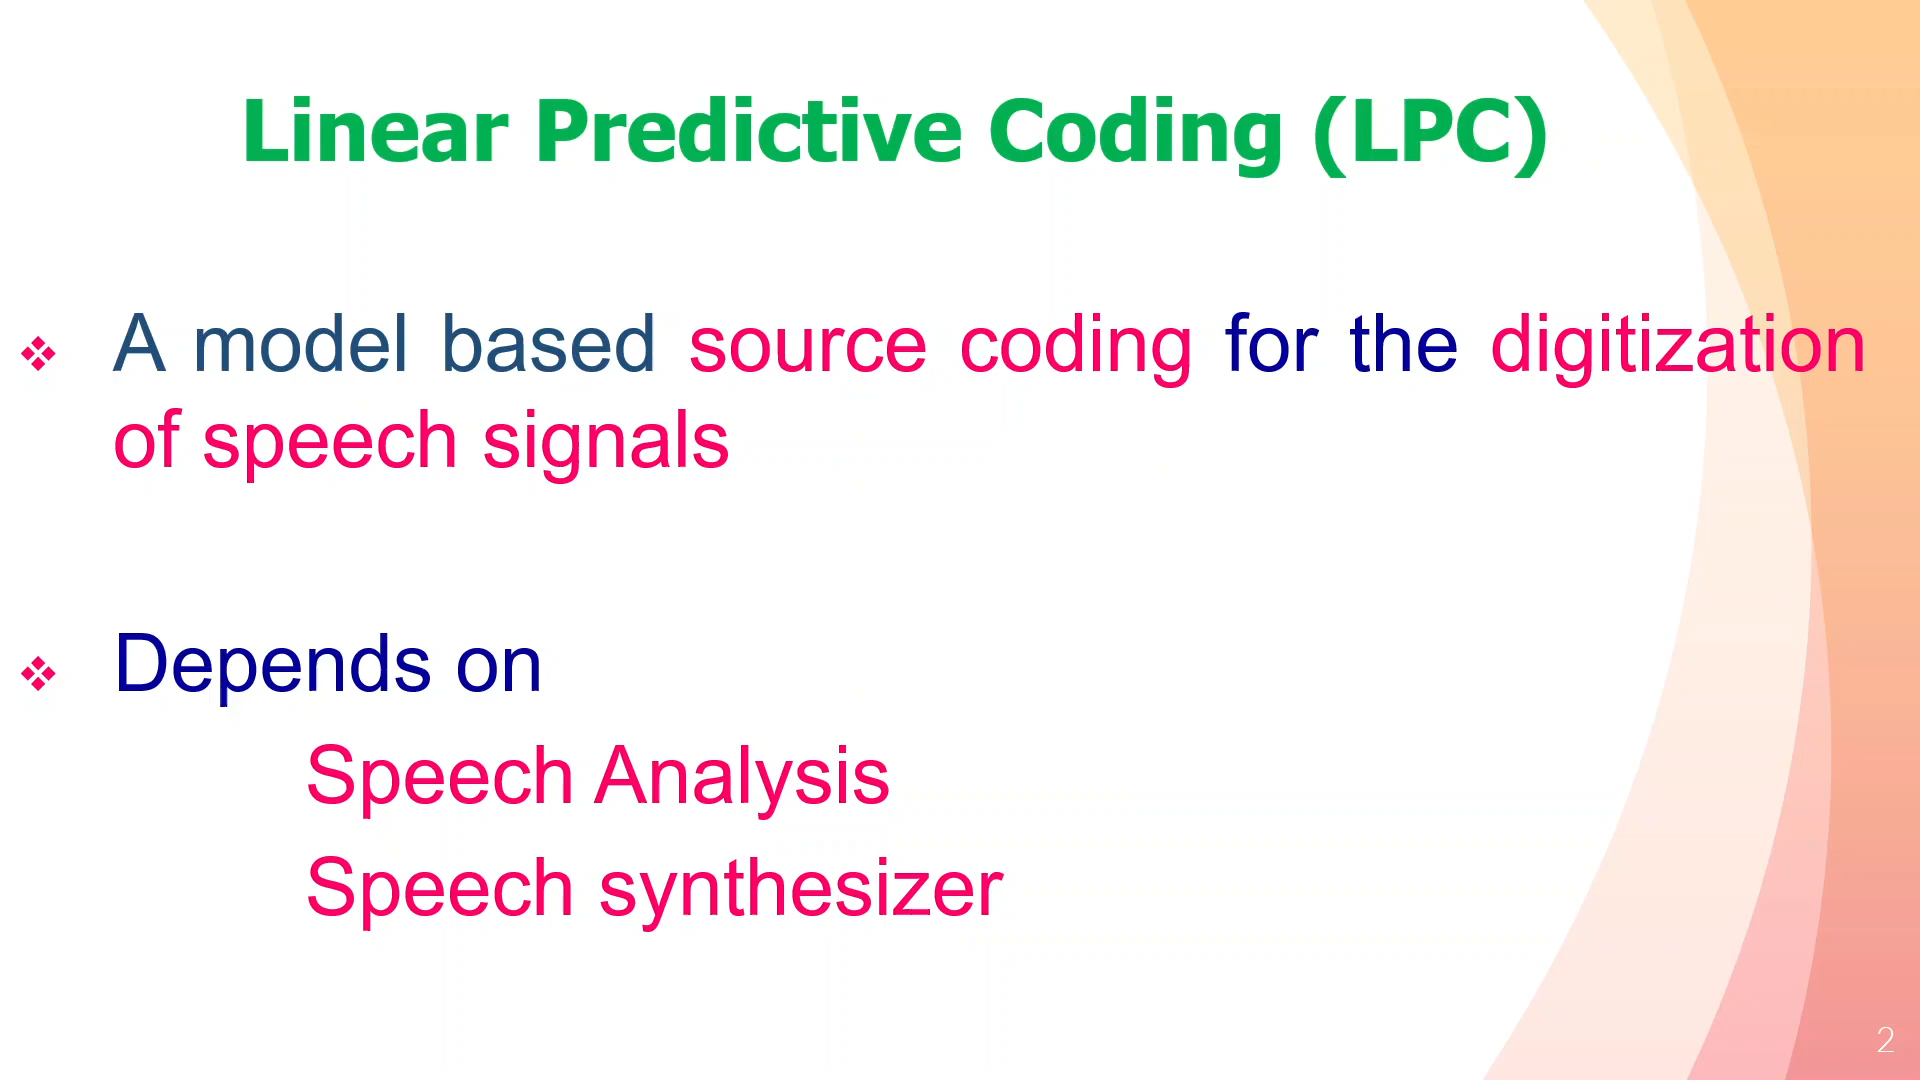 Linear Predictive Coding (LPC)
❖ A model based source coding for the digitization
of speech signals
❖ Depends on
Speech Analysis
Speech synthesizer
2